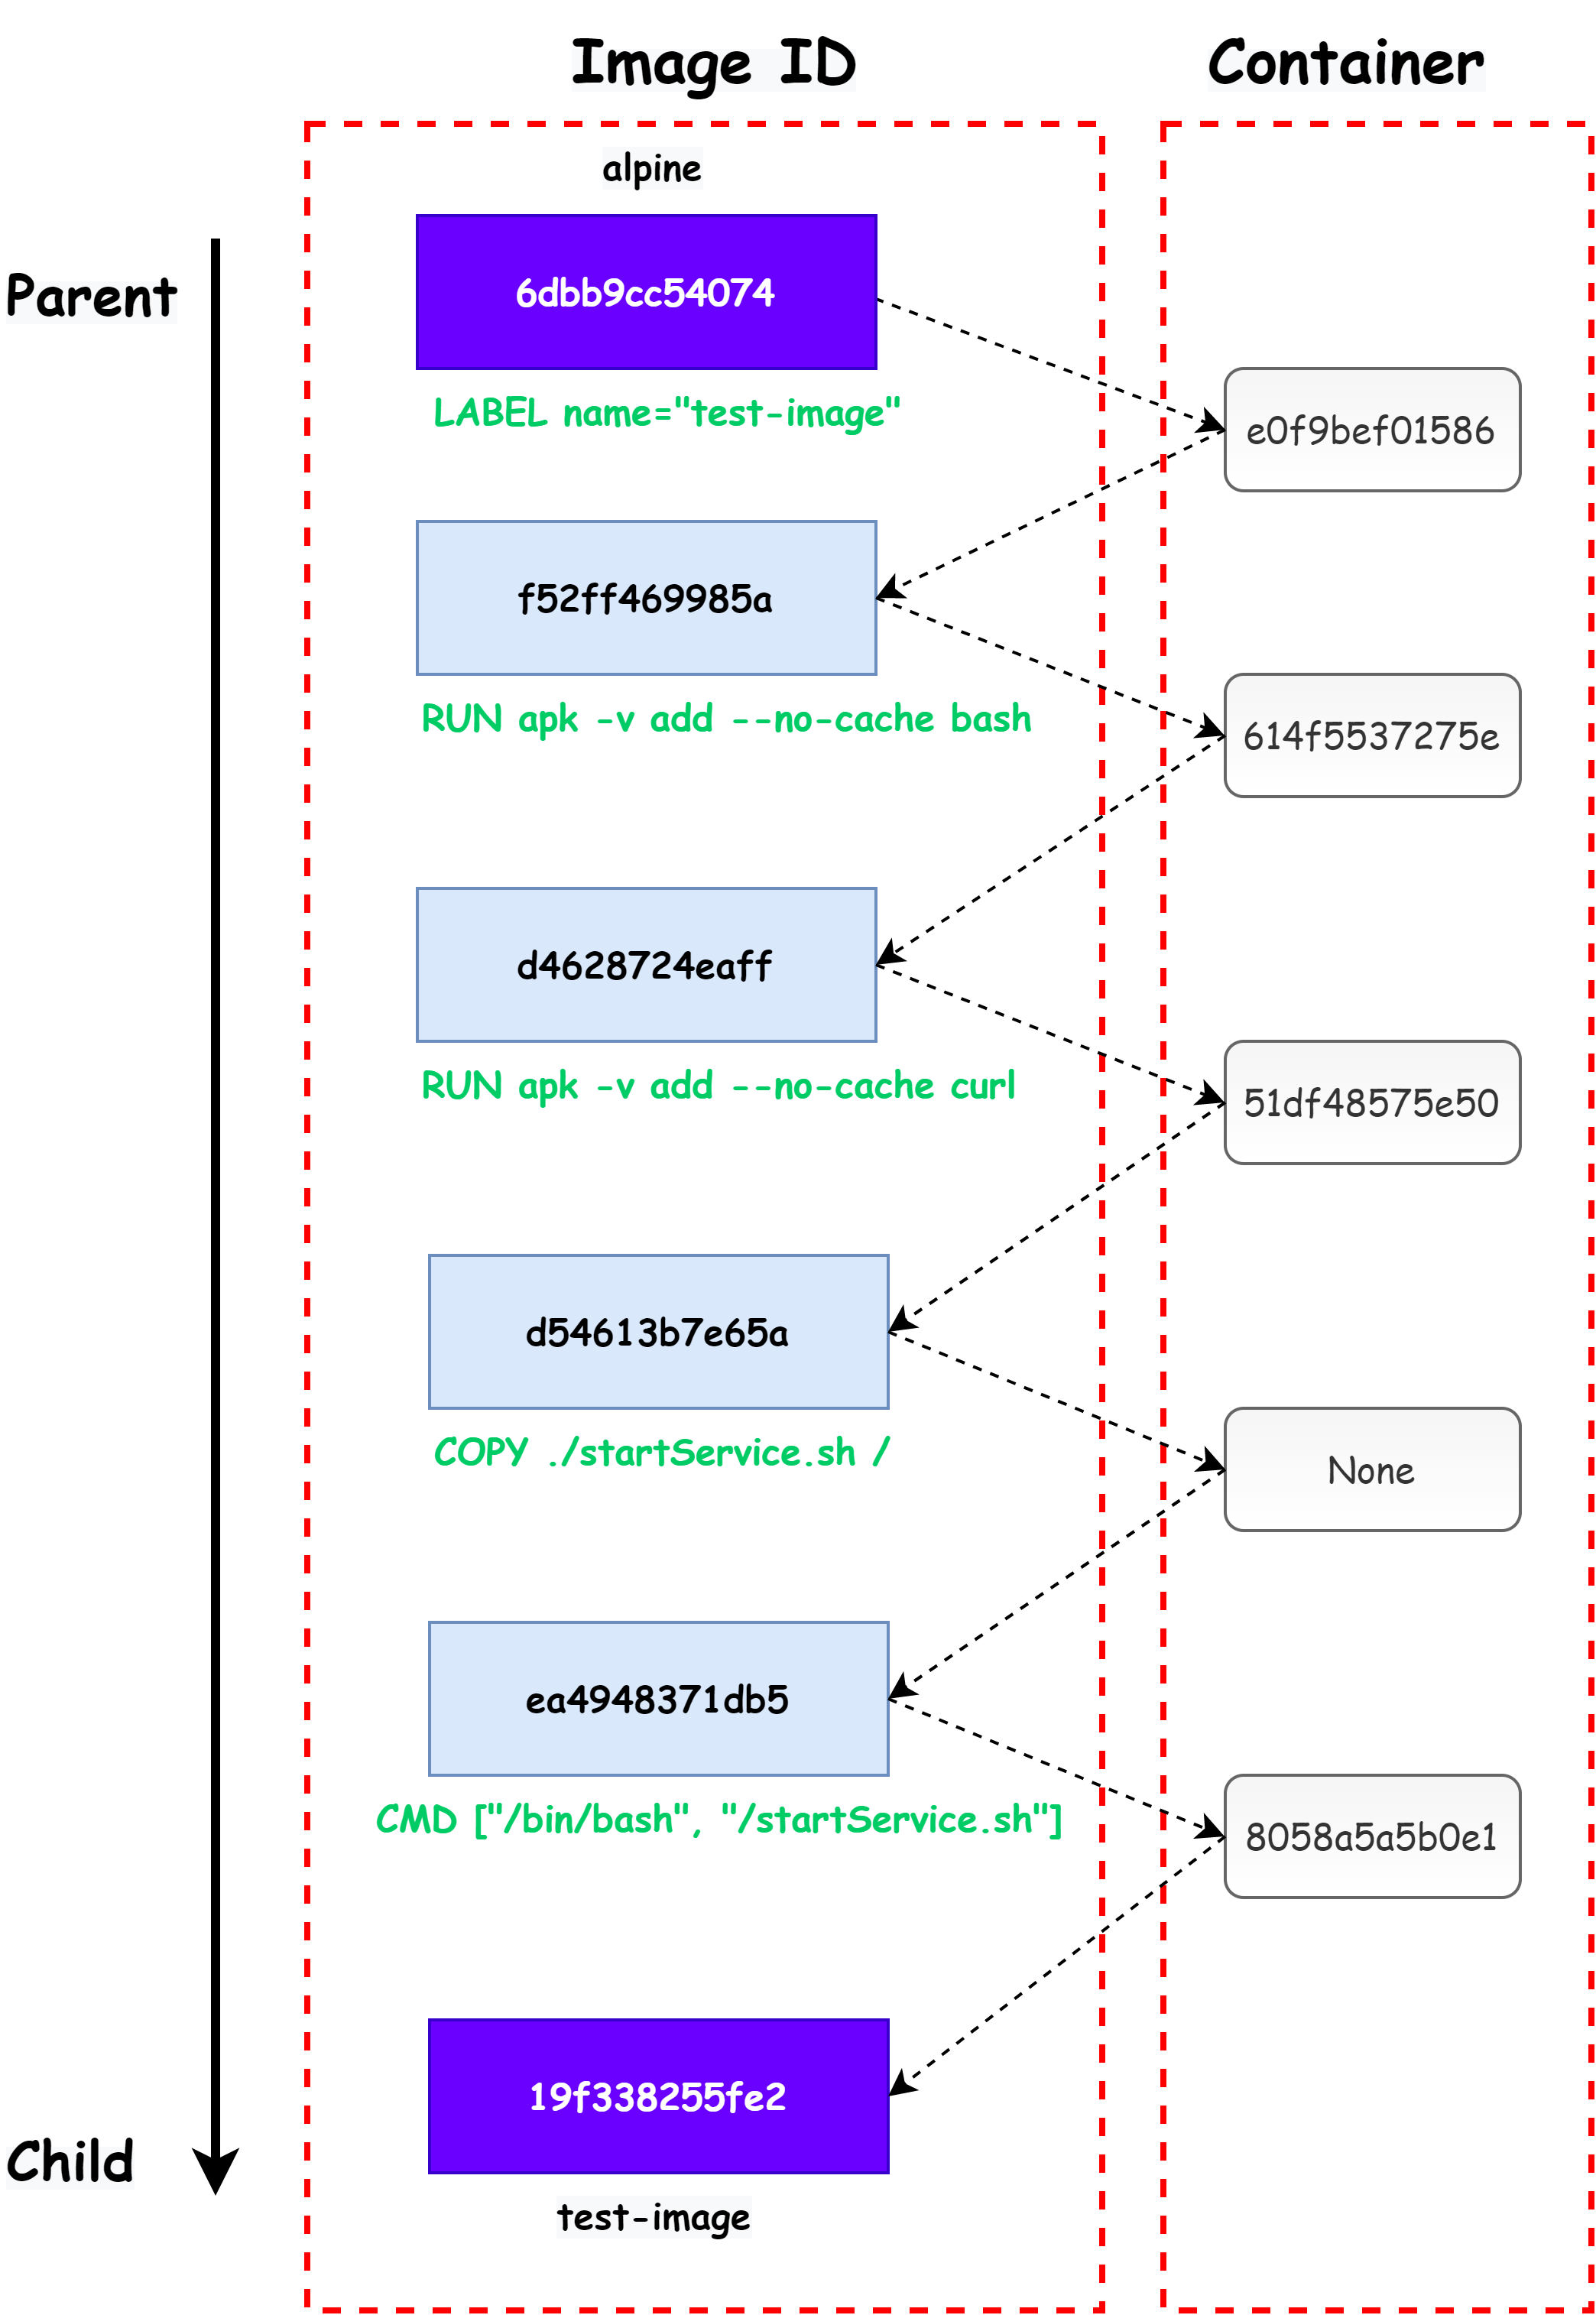 Image ID
Container
alpine
Parent
6dbb9cc54074
LABEL name="test-image"
e0f9bef01586
f52ff469985a
RUN apk -v add --no-cache bash
614f5537275e
d4628724eaff
RUN apk -v add --no-cache curl
51df48575e50
d54613b7e65a
COPY ./startService.sh /
None
ea4948371db5
CMD ["/bin/bash", "/startService.sh"]
8058a5a5b0e1
19f338255fe2
Child
test-image